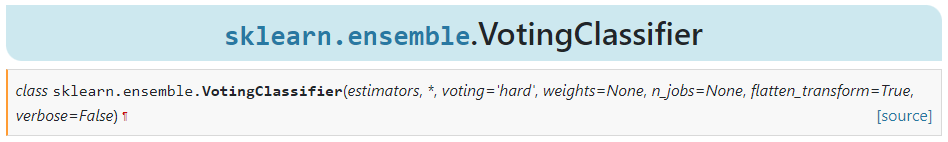 sklearn.ensemble.VotingClassifier
class sklearn.ensemble.VotingClassifier(estimators, *, voting='hard', weights=None, n_jobs=None, flatten_transform=True,
verbose=False) ¶ [source]